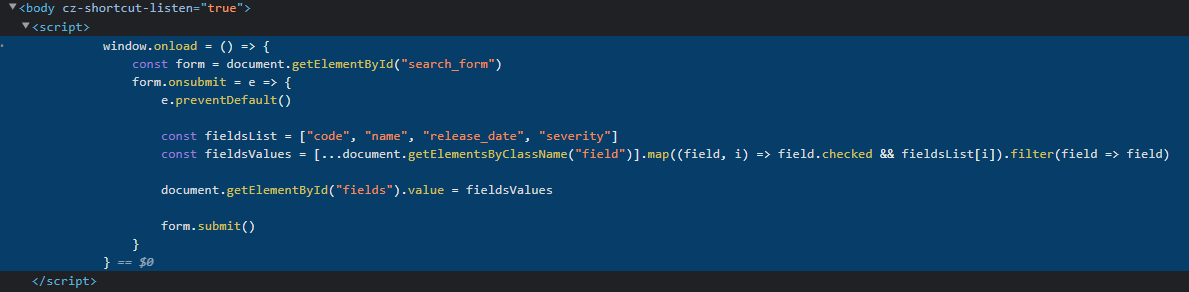 <body cz-shortcut-listen="true">
<script>
window.onload = () => {
const form = document.getElementById("search_form")
form.onsubmit = e => {
e.preventDefault()
const fieldsList = ["code", "name", "release_date", "severity"]
const fieldsValues = [...document.getElementsByClassName("field")].map((field, i) => field.checked && fieldsList[i]).filter(field => field)
document.getElementById("fields").value = fieldsValues
form.submit()
}
} == $0
</script>